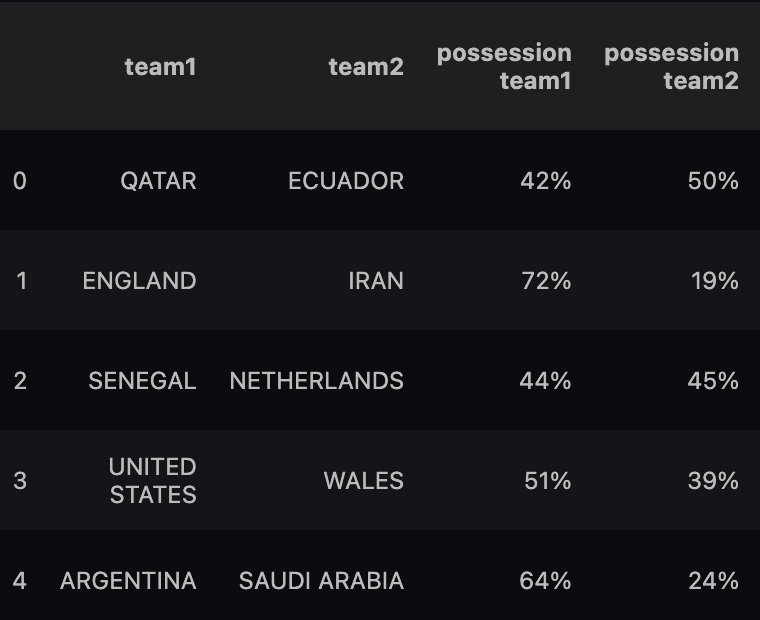 team1 team2 possession team1 possession team2
0 QATAR ECUADOR 42% 50%
1 ENGLAND IRAN 72% 19%
2 SENEGAL NETHERLANDS 44% 45%
3 UNITED STATES WALES 51% 39%
4 ARGENTINA SAUDI ARABIA 64% 24%